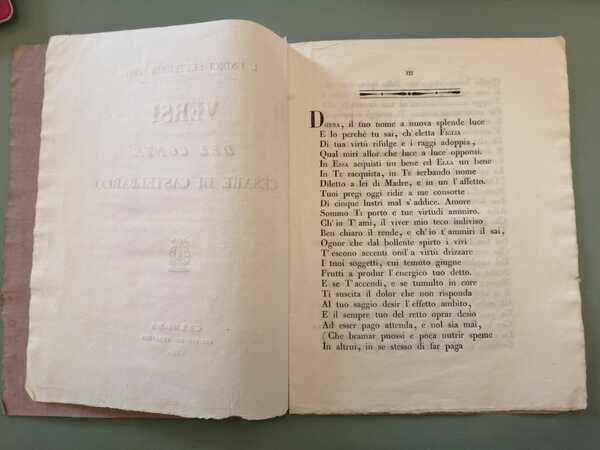 VERSI
DEL CONTE
CESARE DI CASTELBARCO
CREMONA
III
DONNA, il tuo nome a nuova splende luce
E lo perchè tu sai, ch'eletta FIGLIA
Di tua virtù rifulge e i raggi adoppia,
Qual miri allor che luce a luce opponsi.
In ESSA acquisti un bene ed ELLA un bene
In TE racquista, in TE serbando nome
Diletto a lei di Madre, e in un l'affetto.
Tuoi pregi oggi ridir a me consorte
Di cinque lustri mal s'addice. Amore
Sommo TI porto e tue virtudi ammiro.
Ch'io T'ami, il viver mio teco indiviso
Ben chiaro il rende, e ch'io t'ammiri il sai,
Ognor che dal bollente spirto i vivi
T'escono accenti ond'a virtù drizzare
I tuoi soggetti, cui temuto giugne
Frutti a produr l'energico tuo detto.
E se T'accendi, e se tumulto in core
Ti suscita il dolor che non risponda
Al tuo saggio desir l'effetto ambito,
E il sempre tuo del retto oprar desio
Ad esser pago attenda, e nol sia mai,
(Che bramar puossi e poca nutrir speme
In altrui, in se stesso di far paga